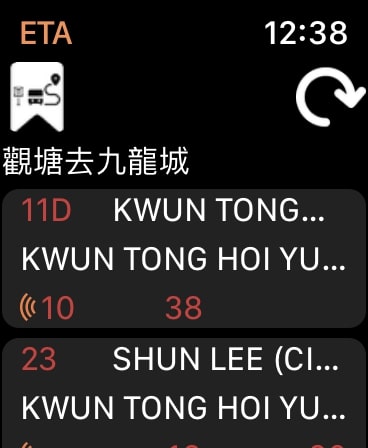 ETA 12:38
觀塘去九龍城
11D KWUN TONG...
KWUN TONG HOI YU...
10 38
23 SHUN LEE (CI...
KWUN TONG HOI YU...